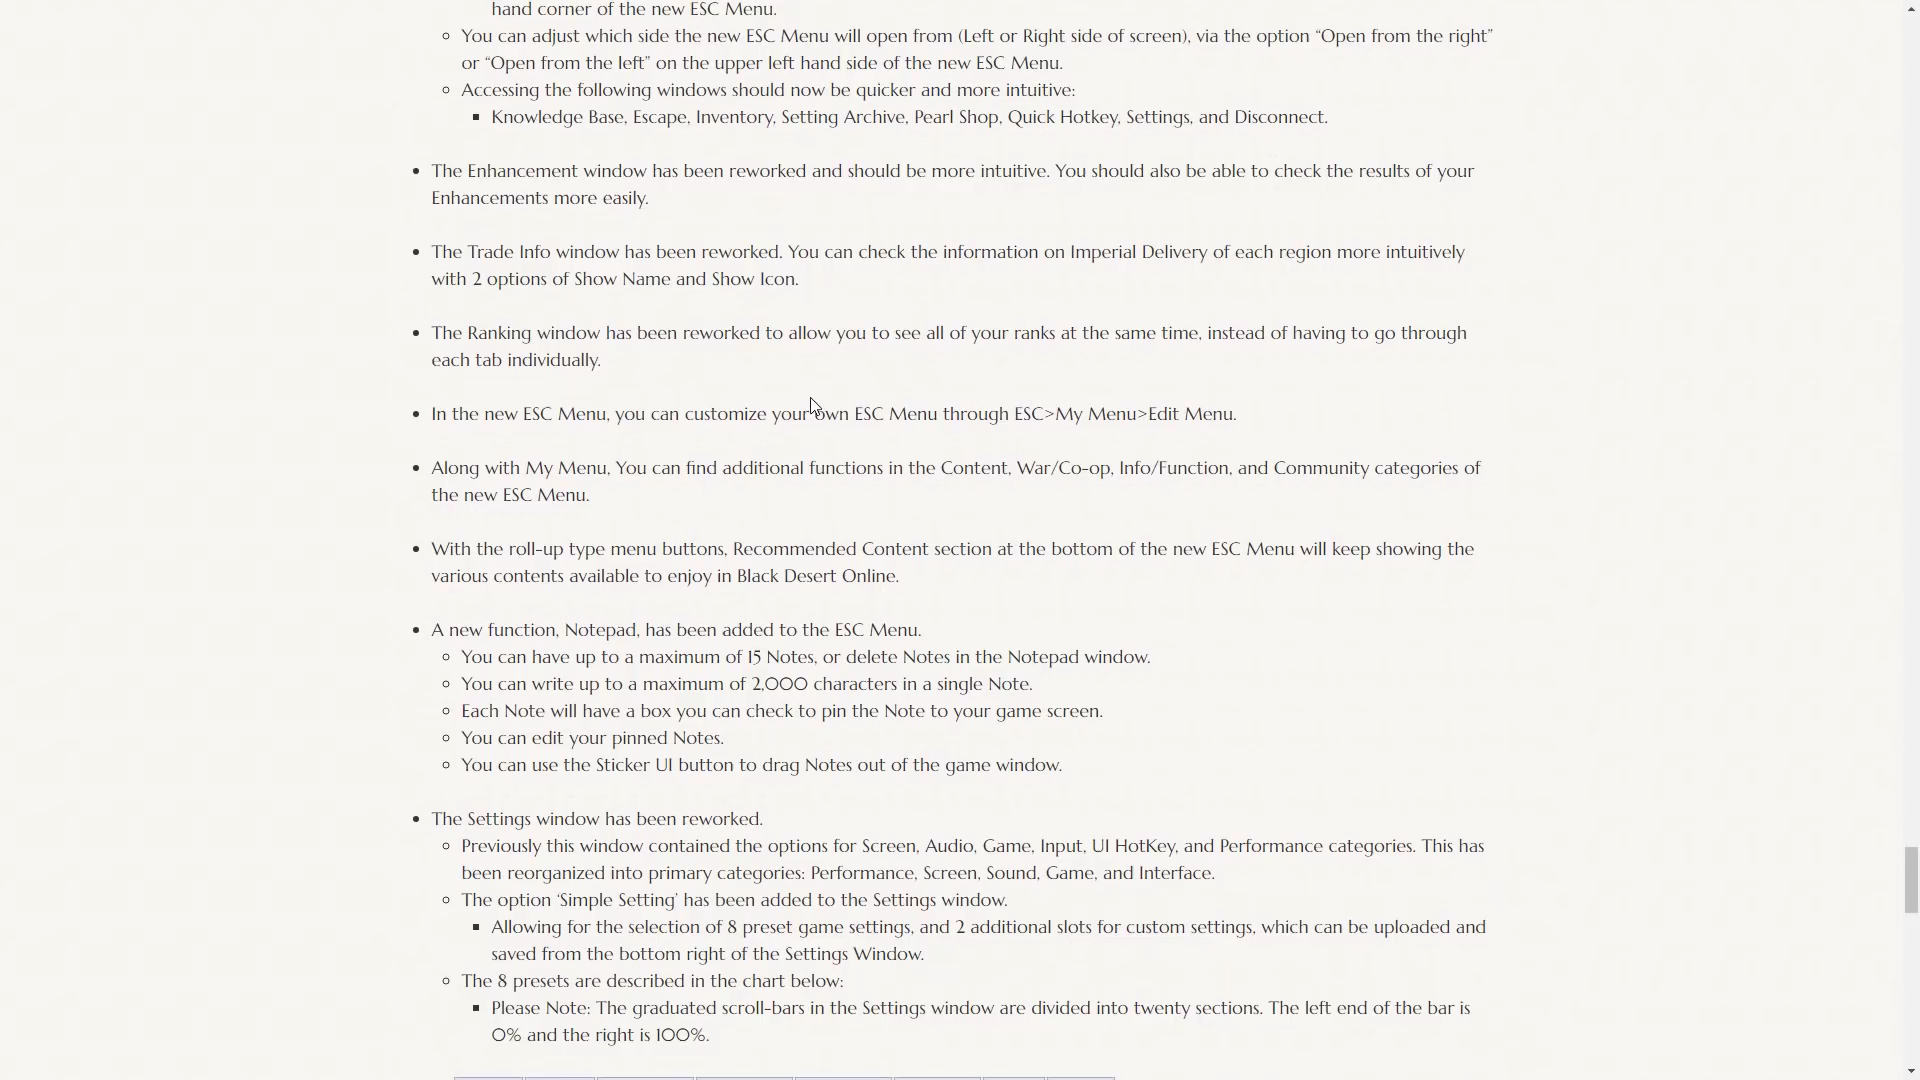 hand corner of the new ESC Menu.
You can adjust which side the new ESC Menu will open from (Left or Right side of screen), via the option “Open from the right”
or “Open from the left” on the upper left hand side of the new ESC Menu.
Accessing the following windows should now be quicker and more intuitive:
Knowledge Base, Escape, Inventory, Setting Archive, Pearl Shop, Quick Hotkey, Settings, and Disconnect.
The Enhancement window has been reworked and should be more intuitive. You should also be able to check the results of your
Enhancements more easily.
The Trade Info window has been reworked. You can check the information on Imperial Delivery of each region more intuitively
with 2 options of Show Name and Show Icon.
The Ranking window has been reworked to allow you to see all of your ranks at the same time, instead of having to go through
each tab individually.
In the new ESC Menu, you can customize your own ESC Menu through ESC>My Menu>Edit Menu.
Along with My Menu, You can find additional functions in the Content, War/Co-op, Info/Function, and Community categories of
the new ESC Menu.
With the roll-up type menu buttons, Recommended Content section at the bottom of the new ESC Menu will keep showing the
various contents available to enjoy in Black Desert Online.
A new function, Notepad, has been added to the ESC Menu.
You can have up to a maximum of 15 Notes, or delete Notes in the Notepad window.
You can write up to a maximum of 2,000 characters in a single Note.
Each Note will have a box you can check to pin the Note to your game screen.
You can edit your pinned Notes.
You can use the Sticker UI button to drag Notes out of the game window.
The Settings window has been reworked.
Previously this window contained the options for Screen, Audio, Game, Input, UI HotKey, and Performance categories. This has
been reorganized into primary categories: Performance, Screen, Sound, Game, and Interface.
The option ‘Simple Setting’ has been added to the Settings window.
Allowing for the selection of 8 preset game settings, and 2 additional slots for custom settings, which can be uploaded and
saved from the bottom right of the Settings Window.
The 8 presets are described in the chart below:
Please Note: The graduated scroll-bars in the Settings window are divided into twenty sections. The left end of the bar is
0% and the right is 100%.